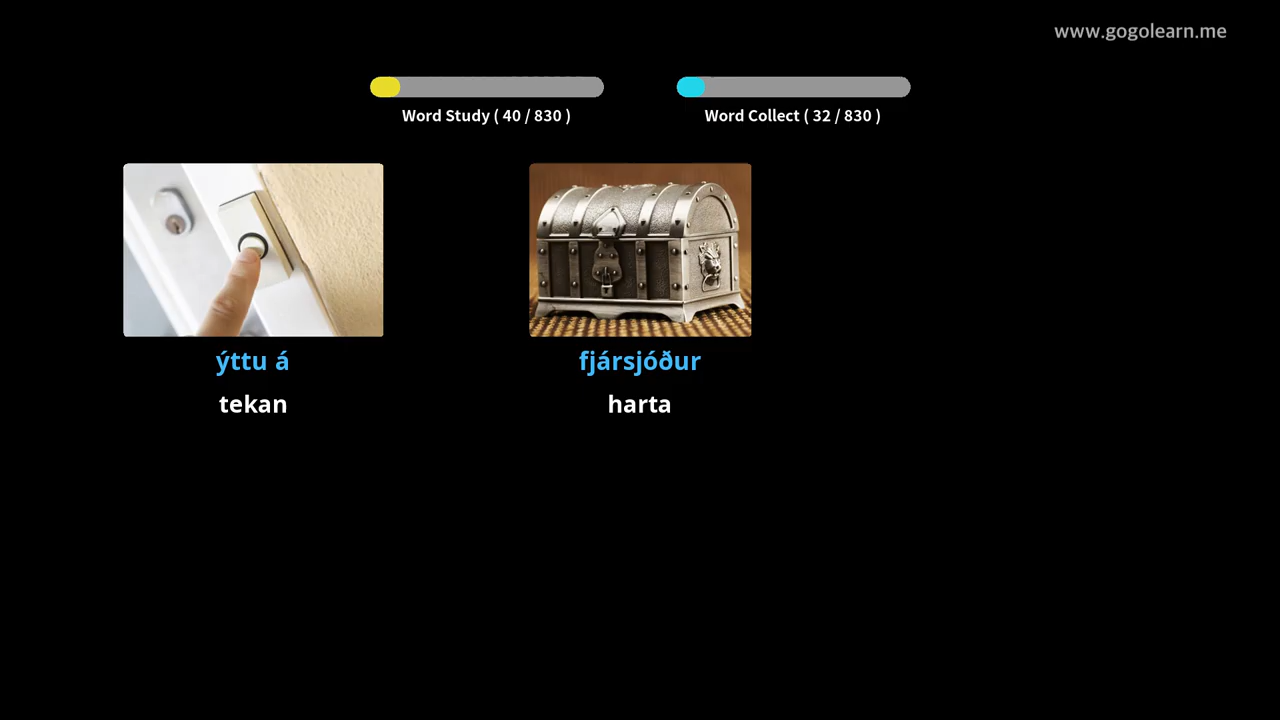 www.gogolearn.me
Word Study ( 40 / 830 )
Word Collect ( 32 / 830 )
ýttu á
tekan
fjársjóður
harta